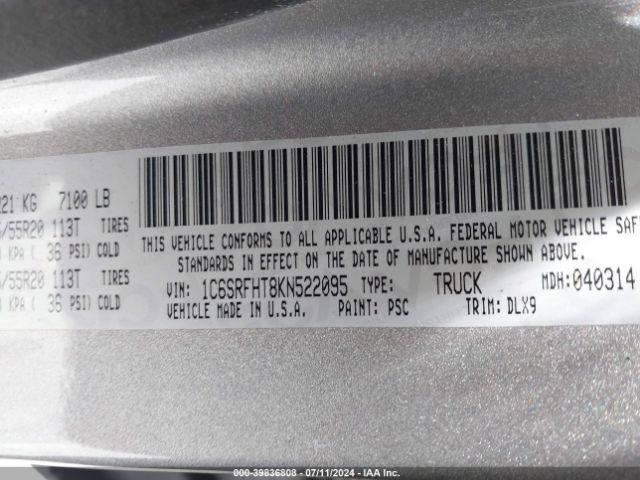 21 KG 7100 LB
/55R20 113T TIRES
KPA ( 36 PSI) COLD
/55R20 113T TIRES
KPA ( 36 PSI) COLD
THIS VEHICLE CONFORMS TO ALL APPLICABLE U.S.A. FEDERAL MOTOR VEHICLE SAF
STANDARDS IN EFFECT ON THE DATE OF MANUFACTURE SHOWN ABOVE.
VIN: 1C6SRFHT8KN522095 TYPE: TRUCK MDH:040314
VEHICLE MADE IN U.S.A. PAINT: PSC TRIM: DLX9
000-39836808 - 07/11/2024 - IAA Inc.